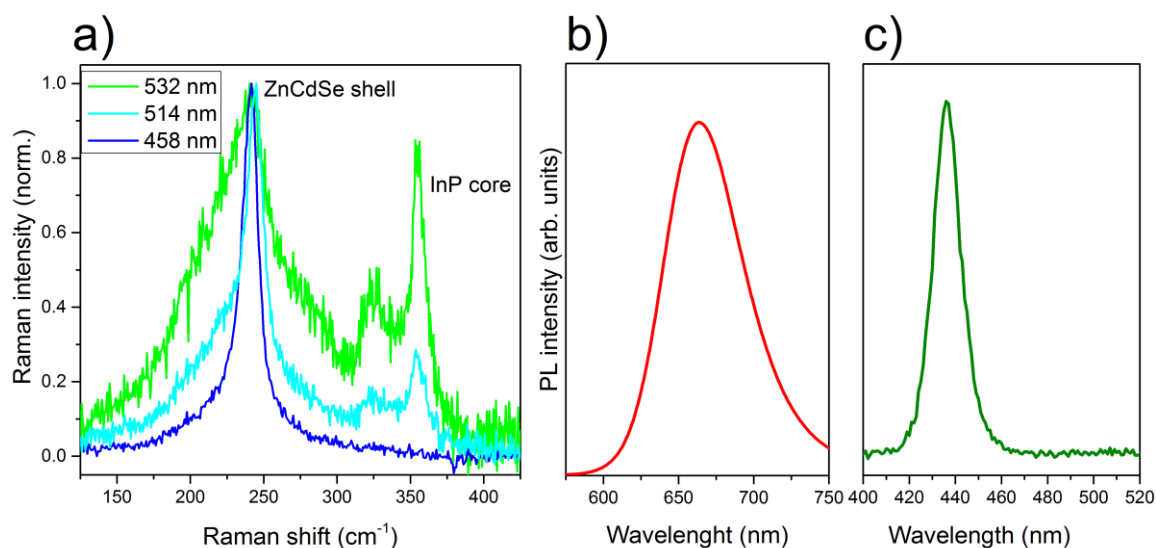 a)
b)
c)
532 nm
514 nm
458 nm
ZnCdSe shell
InP core
Raman intensity (norm.)
1.0
0.8
0.6
0.4
0.2
0.0
150 200 250 300 350 400
Raman shift (cm⁻¹)
PL intensity (arb. units)
600 650 700 750
Wavelenght (nm)
400 420 440 460 480 500 520
Wavelength (nm)